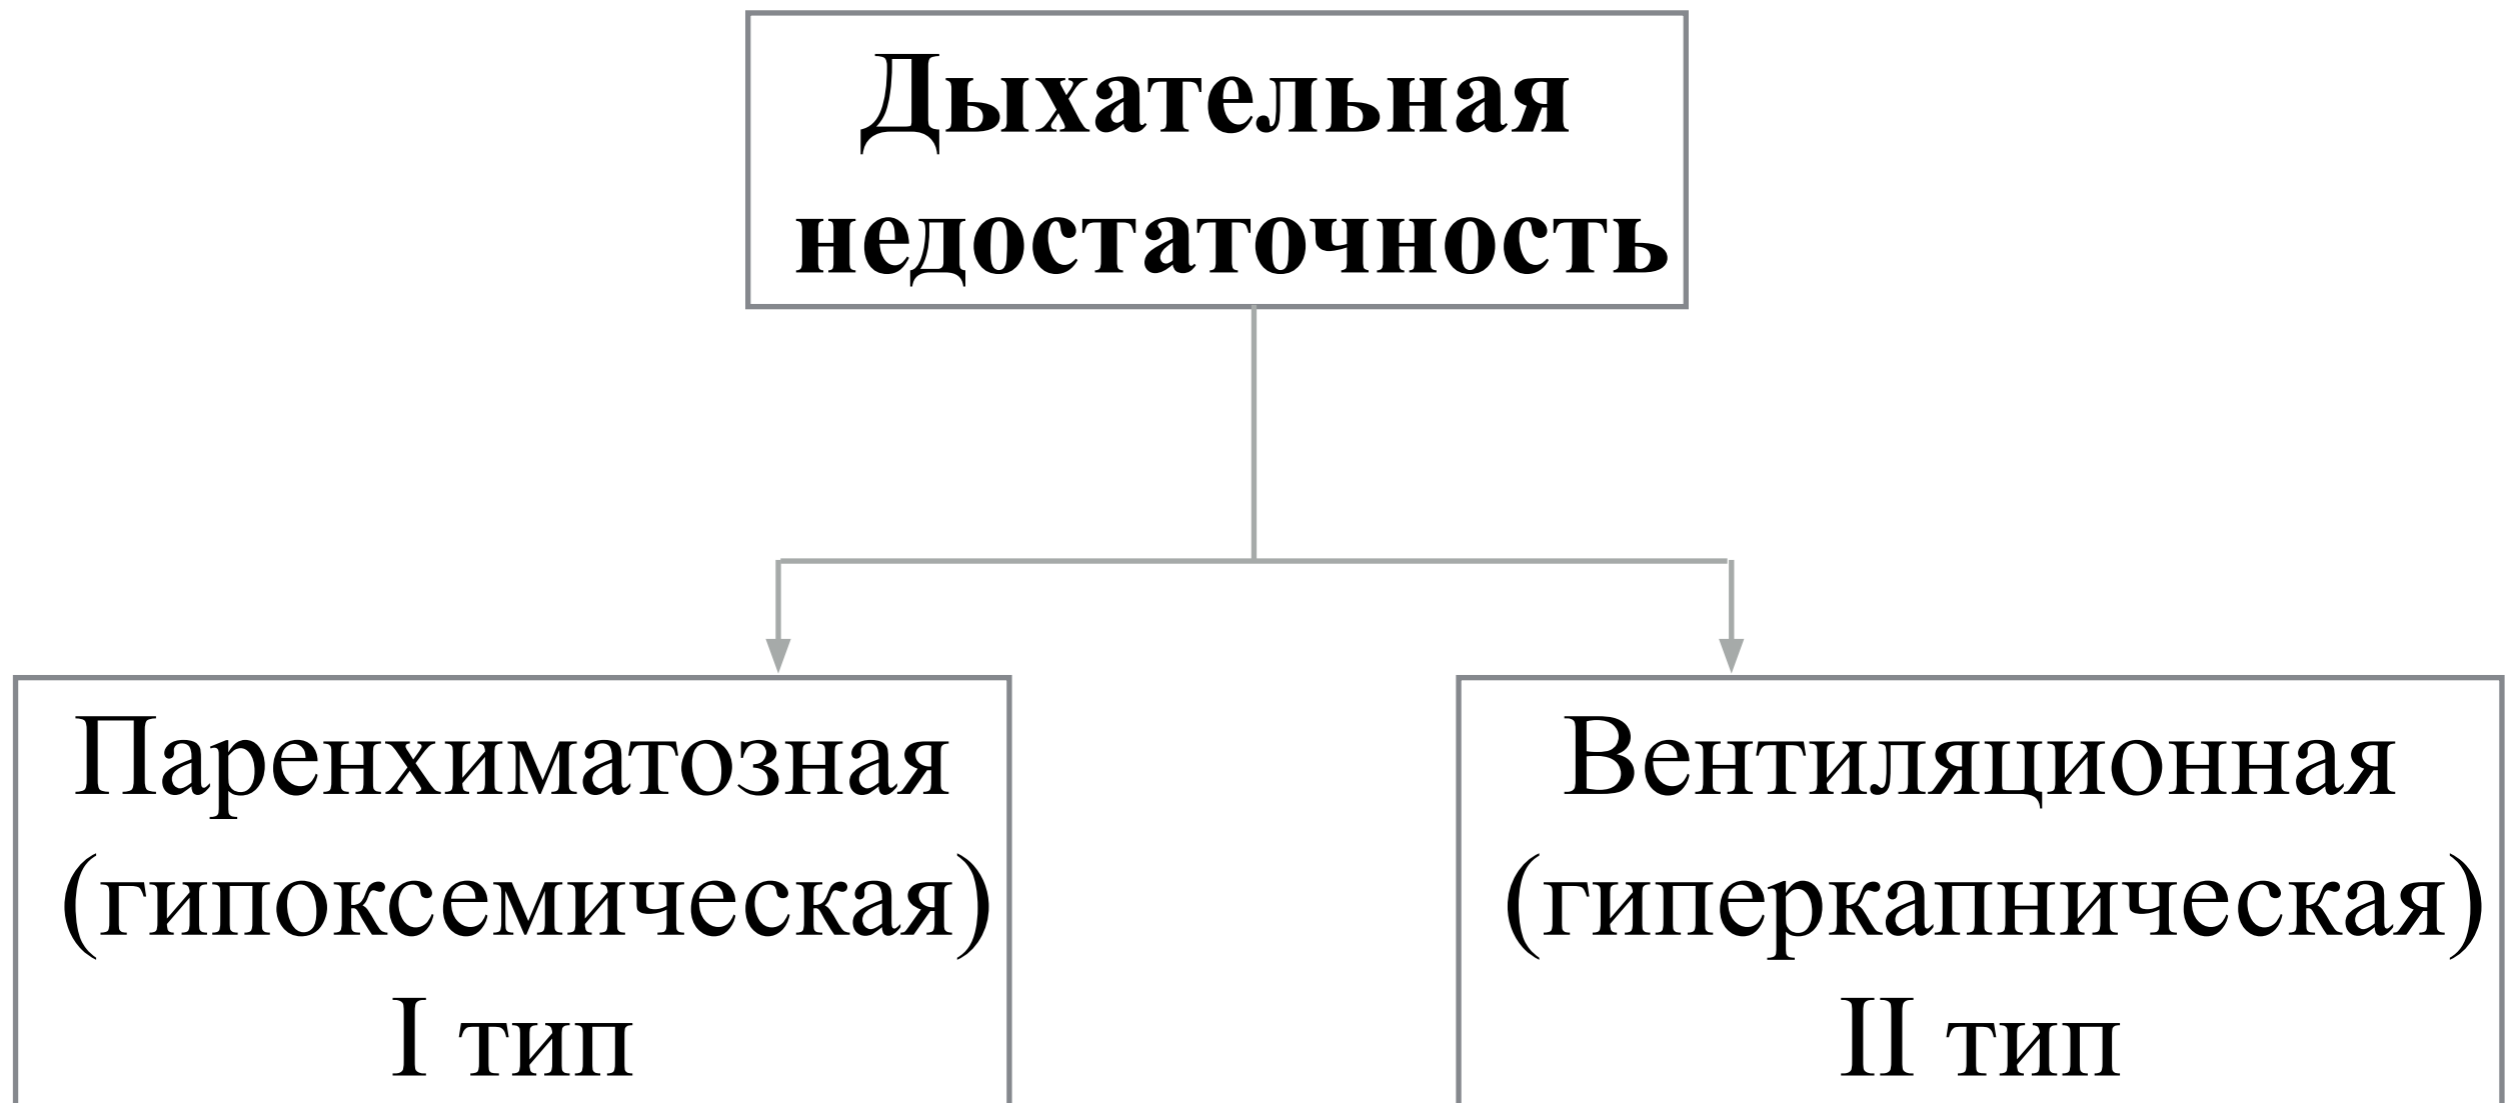 Дыхательная
недостаточность
Паренхиматозная
(гипоксемическая)
I тип
Вентиляционная
(гиперкапническая)
II тип